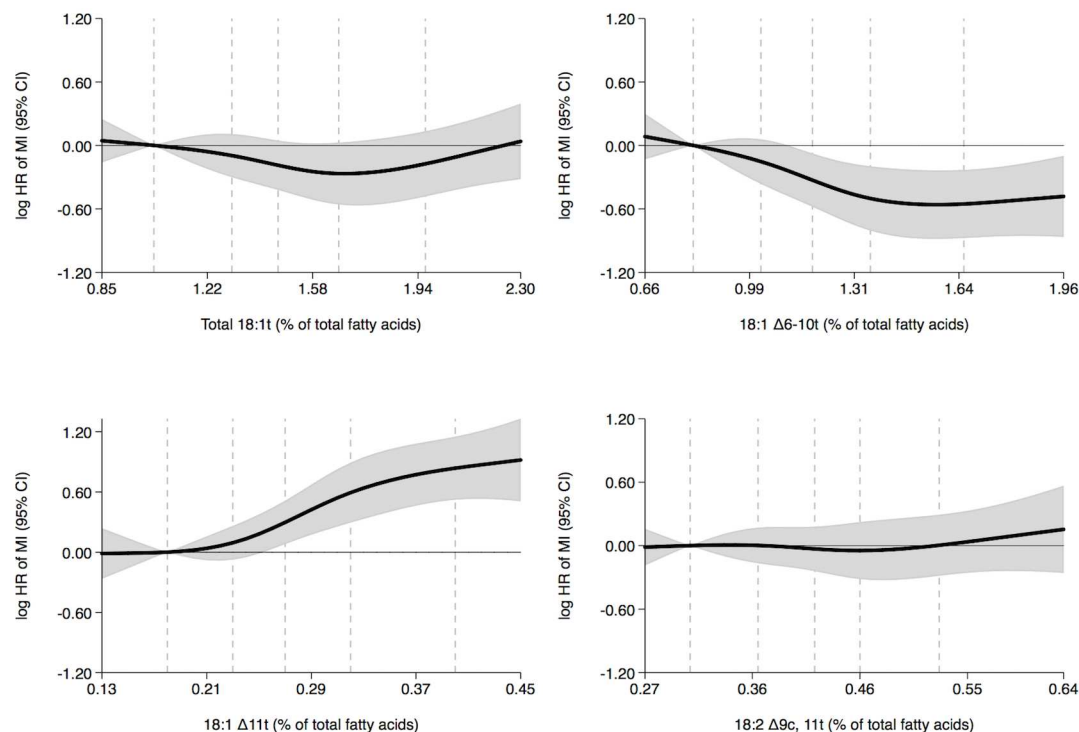 1.20
0.60
0.00
-0.60
-1.20
log HR of MI (95% CI)
0.85 1.22 1.58 1.94 2.30
Total 18:1t (% of total fatty acids)
1.20
0.60
0.00
-0.60
-1.20
log HR of MI (95% CI)
0.66 0.99 1.31 1.64 1.96
18:1 Δ6-10t (% of total fatty acids)
1.20
0.60
0.00
-0.60
-1.20
log HR of MI (95% CI)
0.13 0.21 0.29 0.37 0.45
18:1 Δ11t (% of total fatty acids)
1.20
0.60
0.00
-0.60
-1.20
log HR of MI (95% CI)
0.27 0.36 0.46 0.55 0.64
18:2 Δ9c, 11t (% of total fatty acids)